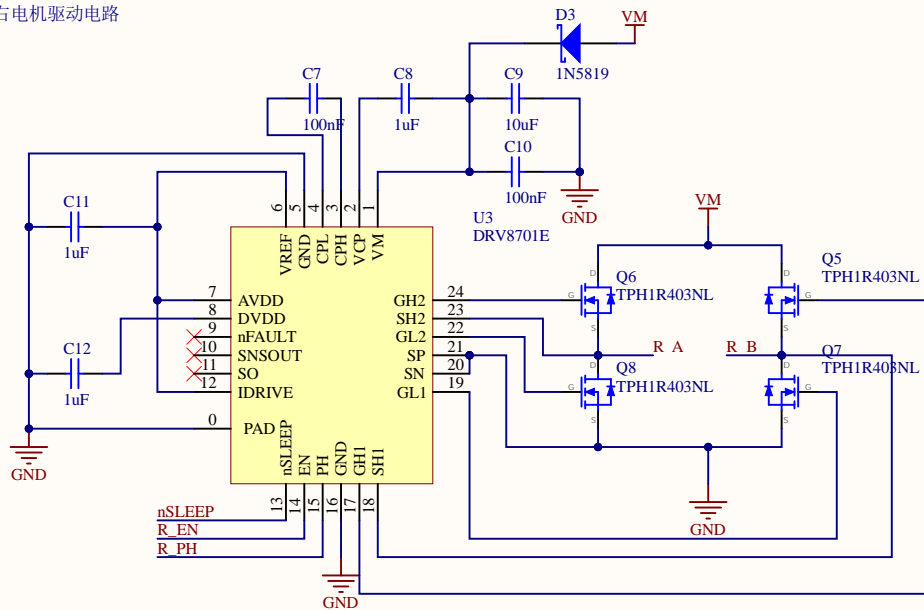 右电机驱动电路
D3
VM
1N5819
C7
C8
C9
100nF
1uF
10uF
C10
100nF
GND
C11
1uF
6
5
4
3
2
1
U3
DRV8701E
VREF
GND
CPL
CPH
VCP
VM
VM
7
AVDD
8
DVDD
9
nFAULT
10
SNSOUT
11
SO
12
IDRIVE
0
PAD
GH2
24
SH2
23
GL2
22
SP
21
SN
20
GL1
19
C12
1uF
GND
nSLEEP
EN
PH
GND
GH1
SH1
13
14
15
16
17
18
nSLEEP
R_EN
R_PH
GND
D
Q6
TPH1R403NL
G
S
D
Q5
TPH1R403NL
G
S
R_A
R_B
D
Q8
TPH1R403NL
G
S
D
Q7
TPH1R403NL
G
S
GND